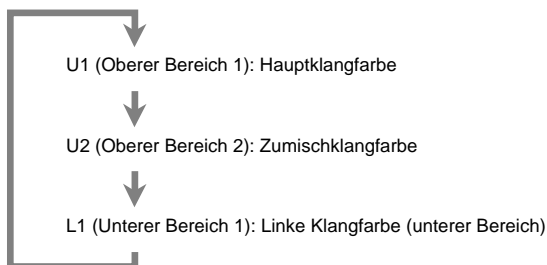 U1 (Oberer Bereich 1): Hauptklangfarbe
U2 (Oberer Bereich 2): Zumischklangfarbe
L1 (Unterer Bereich 1): Linke Klangfarbe (unterer Bereich)